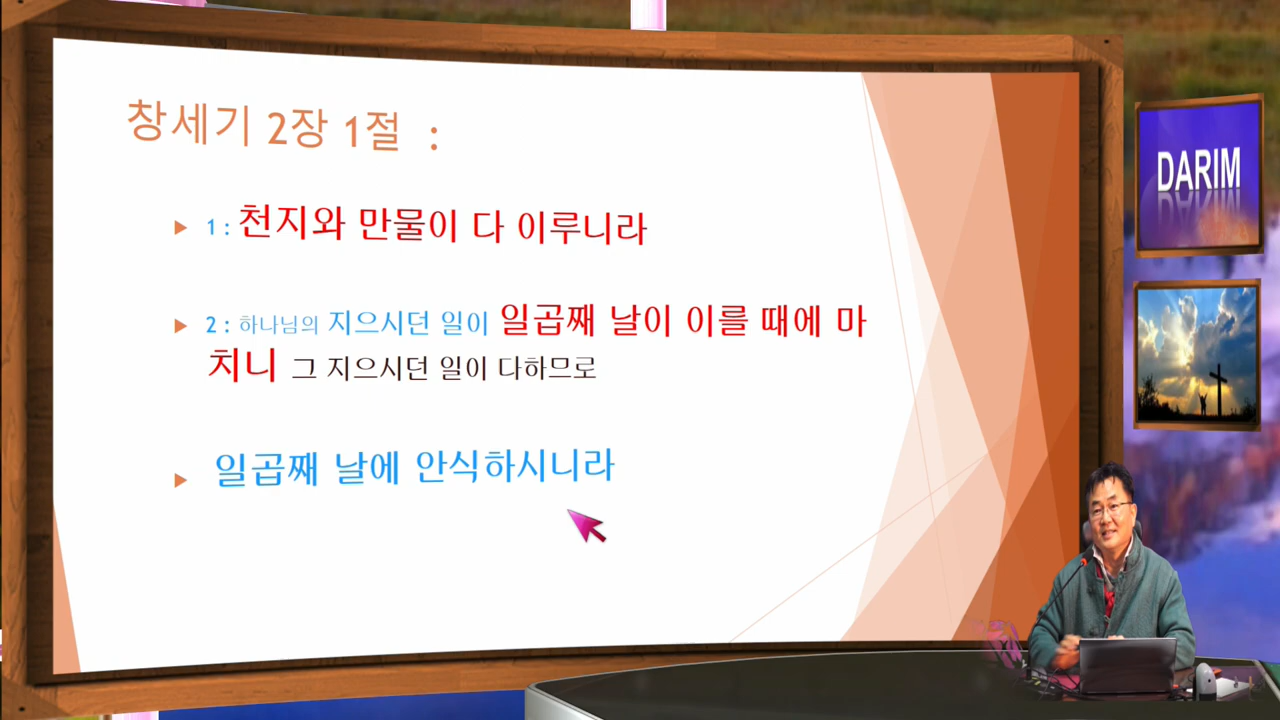 창세기 2장 1절 :
1 : 천지와 만물이 다 이루니라
2 : 하나님의 지으시던 일이 일곱째 날이 이를 때에 마
치니 그 지으시던 일이 다하므로
일곱째 날에 안식하시니라
DARIM